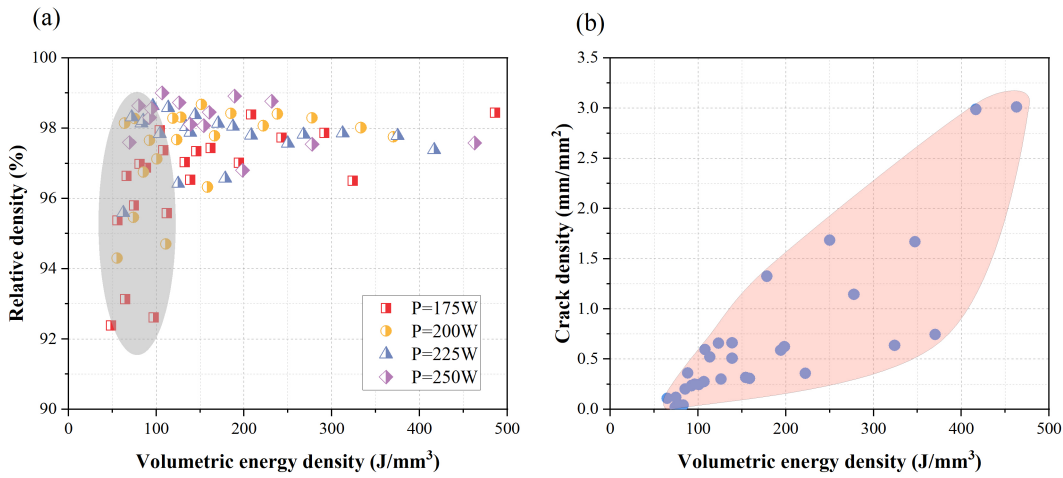 (a)
100
98
96
94
92
90
Relative density (%)
0
100
200
300
400
500
Volumetric energy density (J/mm³)
P=175W
P=200W
P=225W
P=250W
(b)
3.5
3.0
2.5
2.0
1.5
1.0
0.5
0.0
Crack density (mm/mm²)
0
100
200
300
400
500
Volumetric energy density (J/mm³)